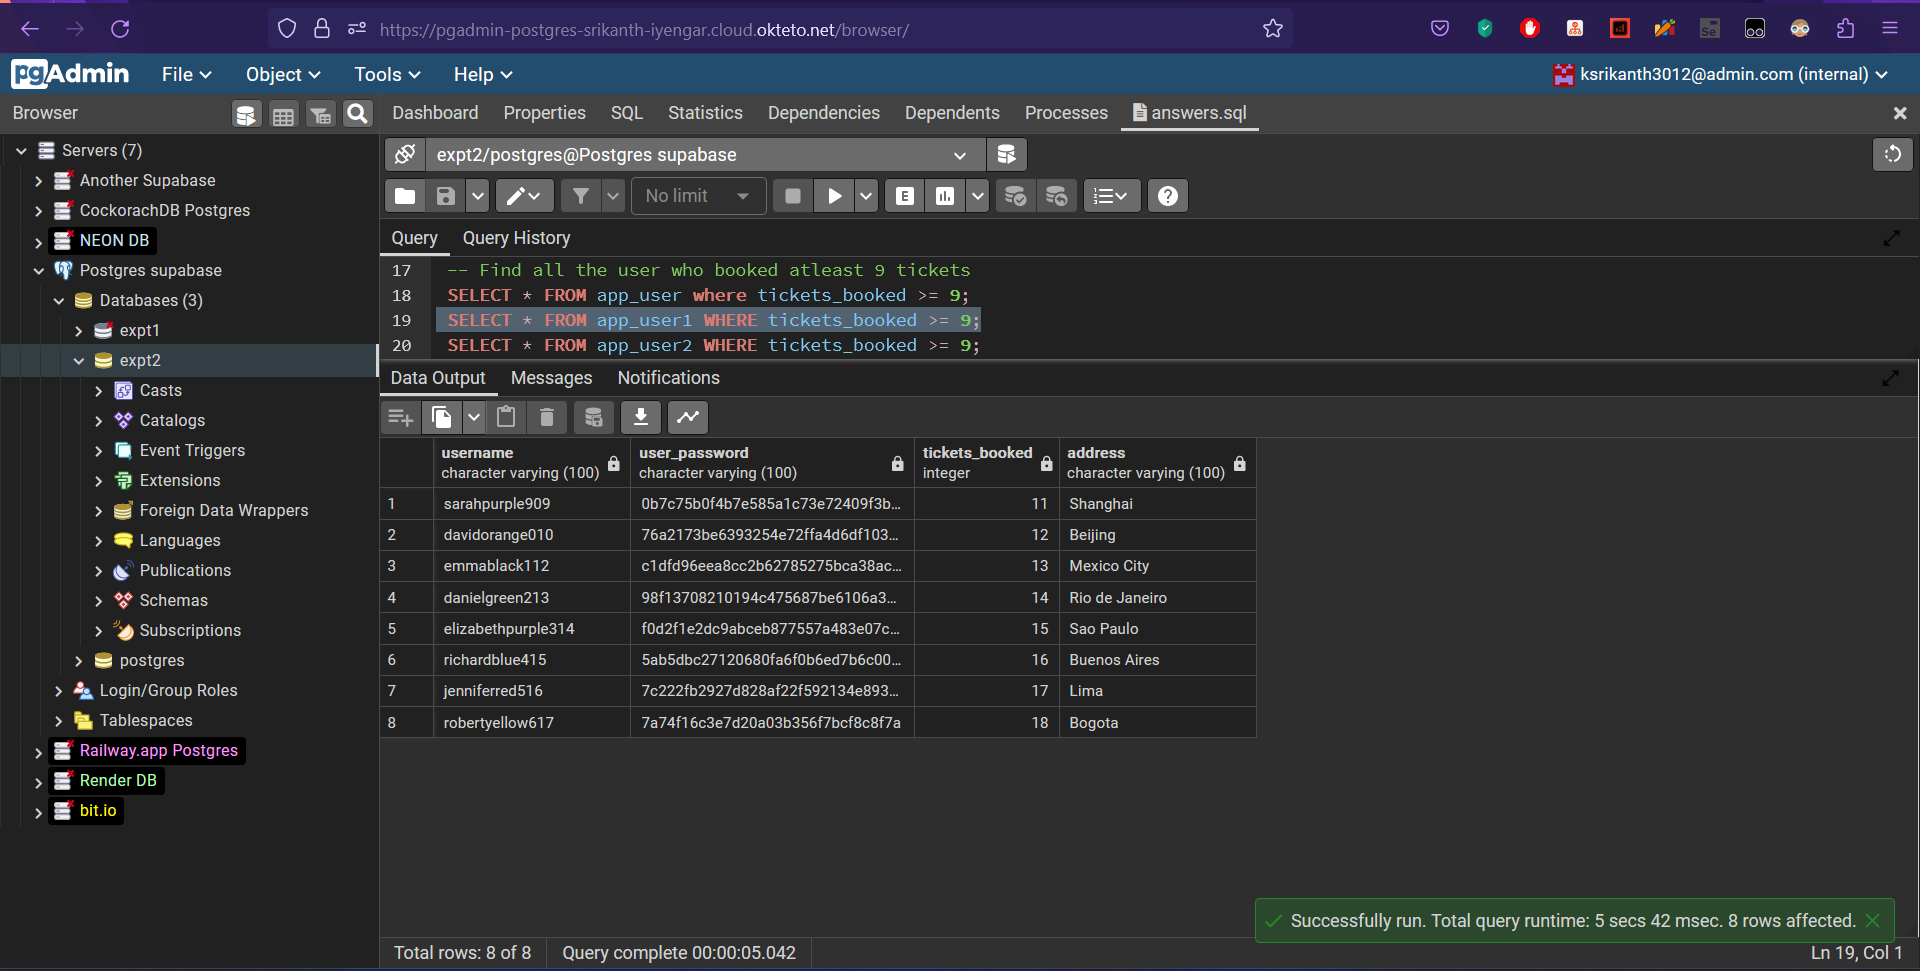 https://pgadmin-postgres-srikanth-iyengar.cloud.okteto.net/browser/
pgAdmin File Object Tools Help ksrikanth3012@admin.com (internal)
Browser
Dashboard Properties SQL Statistics Dependencies Dependents Processes answers.sql
Servers (7)
Another Supabase
CockorachDB Postgres
NEON DB
Postgres supabase
Databases (3)
expt1
expt2
Casts
Catalogs
Event Triggers
Extensions
Foreign Data Wrappers
Languages
Publications
Schemas
Subscriptions
postgres
Login/Group Roles
Tablespaces
Railway.app Postgres
Render DB
bit.io
expt2/postgres@Postgres supabase
No limit E
Query Query History
17 -- Find all the user who booked atleast 9 tickets
18 SELECT * FROM app_user where tickets_booked >= 9;
19 SELECT * FROM app_user1 WHERE tickets_booked >= 9;
20 SELECT * FROM app_user2 WHERE tickets_booked >= 9;
Data Output Messages Notifications
username user_password tickets_booked address
character varying (100) character varying (100) integer character varying (100)
1 sarahpurple909 0b7c75b0f4b7e585a1c73e72409f3b... 11 Shanghai
2 davidorange010 76a2173be6393254e72ffa4d6df103... 12 Beijing
3 emmablack112 c1dfd96eea8cc2b62785275bca38ac... 13 Mexico City
4 danielgreen213 98f13708210194c475687be6106a3... 14 Rio de Janeiro
5 elizabethpurple314 f0d2f1e2dc9abceb877557a483e07c... 15 Sao Paulo
6 richardblue415 5ab5dbc27120680fa6f0b6ed7b6c00... 16 Buenos Aires
7 jenniferred516 7c222fb2927d828af22f592134e893... 17 Lima
8 robertyellow617 7a74f16c3e7d20a03b356f7bcf8c8f7a 18 Bogota
Successfully run. Total query runtime: 5 secs 42 msec. 8 rows affected.
Total rows: 8 of 8 Query complete 00:00:05.042 Ln 19, Col 1